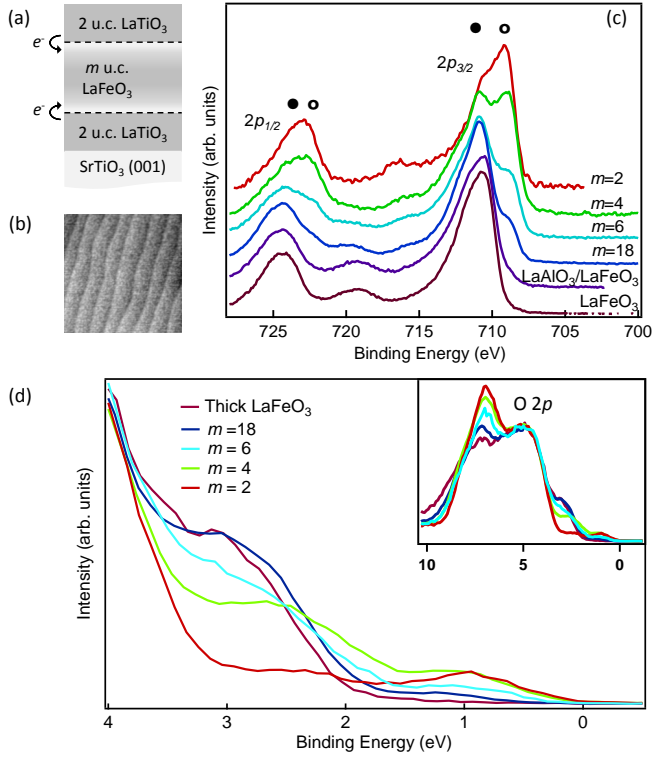 (a)
2 u.c. LaTiO3
e-
m u.c.
LaFeO3
e-
2 u.c. LaTiO3
SrTiO3 (001)
(b)
(c)
● o
2p3/2
● o
2p1/2
Intensity (arb. units)
m=2
m=4
m=6
m=18
LaAlO3/LaFeO3
LaFeO3
725 720 715 710 705 700
Binding Energy (eV)
(d)
Thick LaFeO3
m=18
m = 6
m = 4
m = 2
O 2p
10 5 0
Intensity (arb. units)
4 3 2 1 0
Binding Energy (eV)